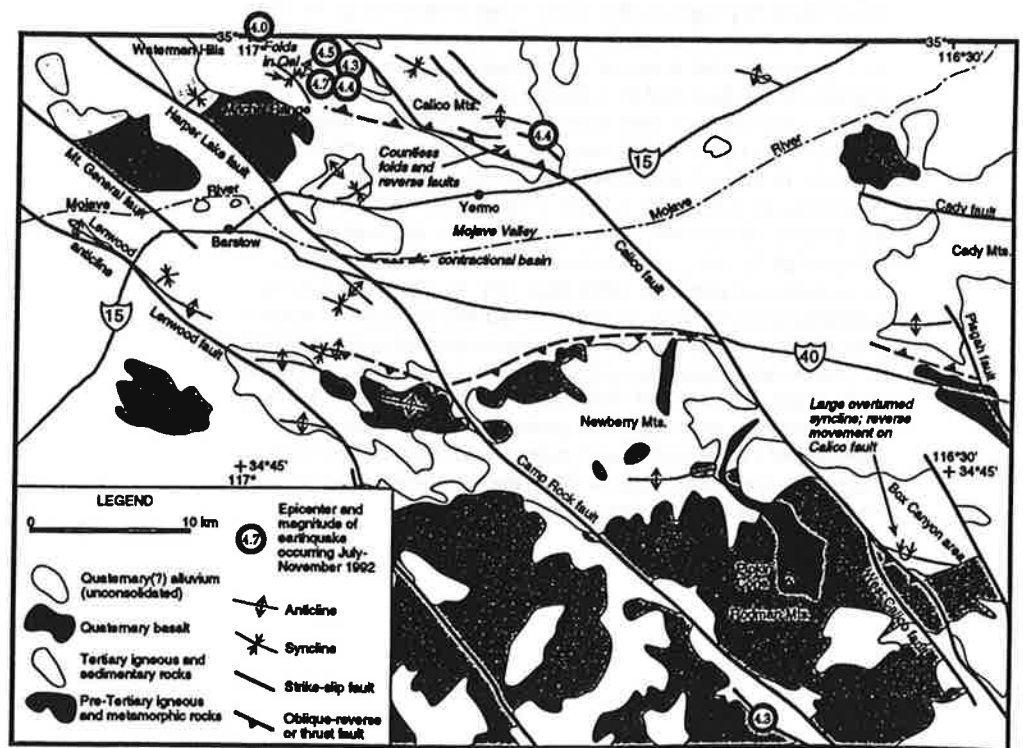 4.0
35°
117°
Waterman Hills
Folds
in Qal
4.5
4.3
4.7
4.4
Calico Mts.
4.4
35°
116°30'
Harper Lake fault
Mt. General fault
Countless
folds and
reverse faults
15
River
River
Mojave
Yermo
Mojave
Cady fault
Barstow
Mojave Valley
Lenwood
anticline
contractional basin
Calico fault
Cady Mts.
15
Lenwood fault
40
Pisgah fault
Large overturned
syncline; reverse
movement on
Calico fault
Newberry Mts.
34°45'
117°
116°30'
34°45'
Camp Rock fault
Box Canyon area
Rodman Mts.
West Calico fault
4.3
LEGEND
0 10 km
Quaternary(?) alluvium
(unconsolidated)
Quaternary basalt
Tertiary igneous and
sedimentary rocks
Pre-Tertiary igneous
and metamorphic rocks
4.7
Epicenter and
magnitude of
earthquake
occurring July-
November 1992
Anticline
Syncline
Strike-slip fault
Oblique-reverse
or thrust fault